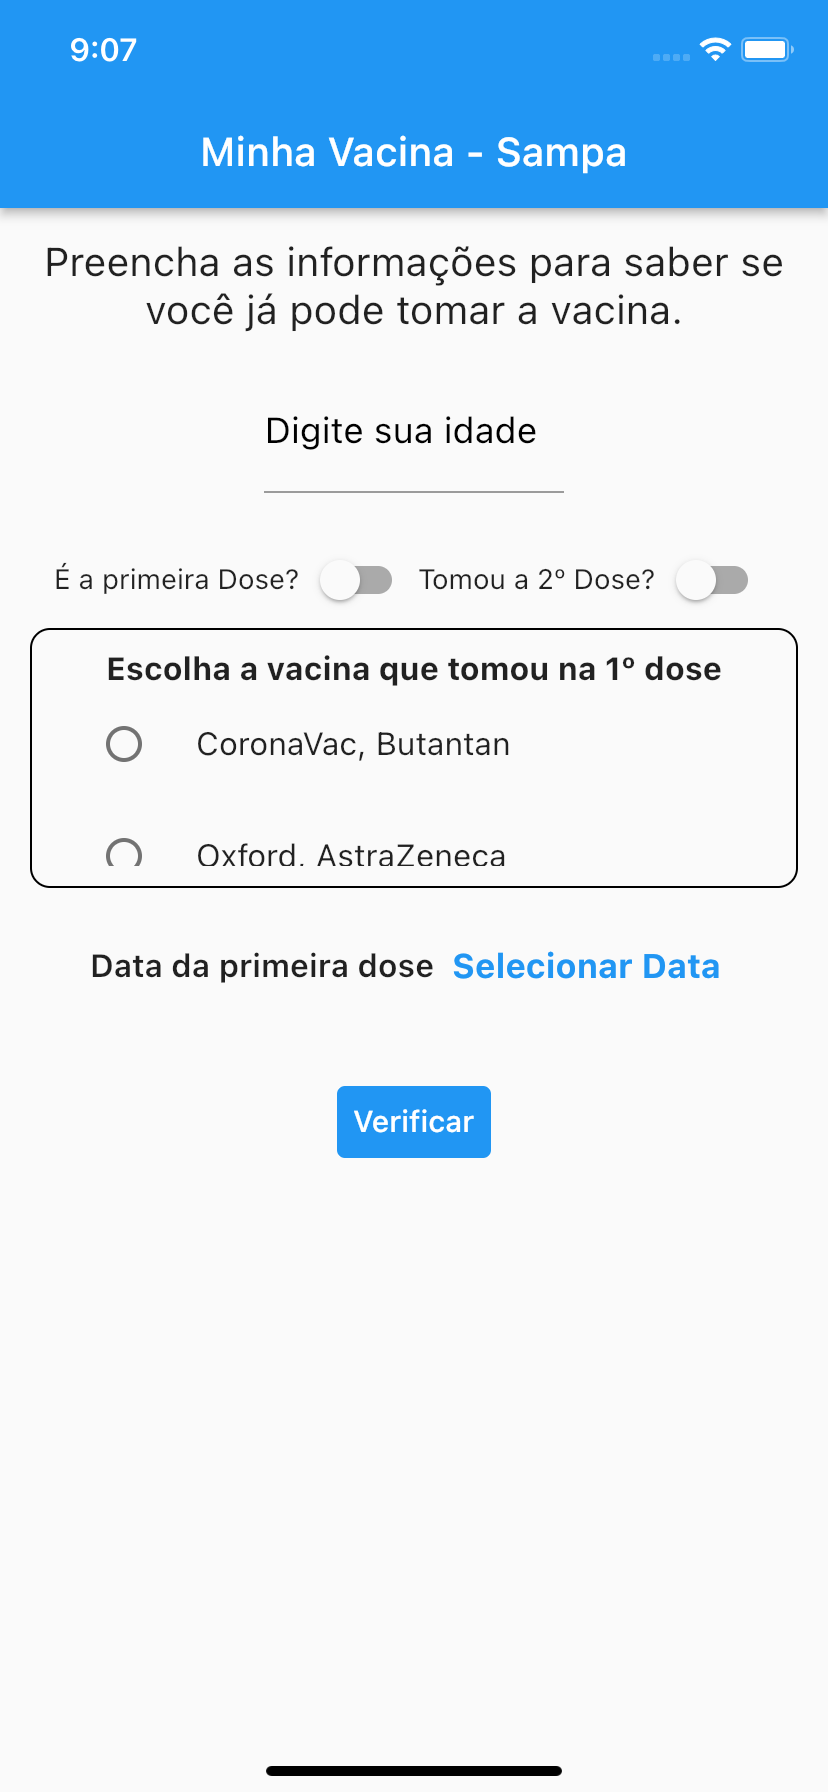 9:07
Minha Vacina - Sampa
Preencha as informações para saber se
você já pode tomar a vacina.
Digite sua idade
É a primeira Dose?
Tomou a 2º Dose?
Escolha a vacina que tomou na 1º dose
CoronaVac, Butantan
Oxford, AstraZeneca
Data da primeira dose Selecionar Data
Verificar